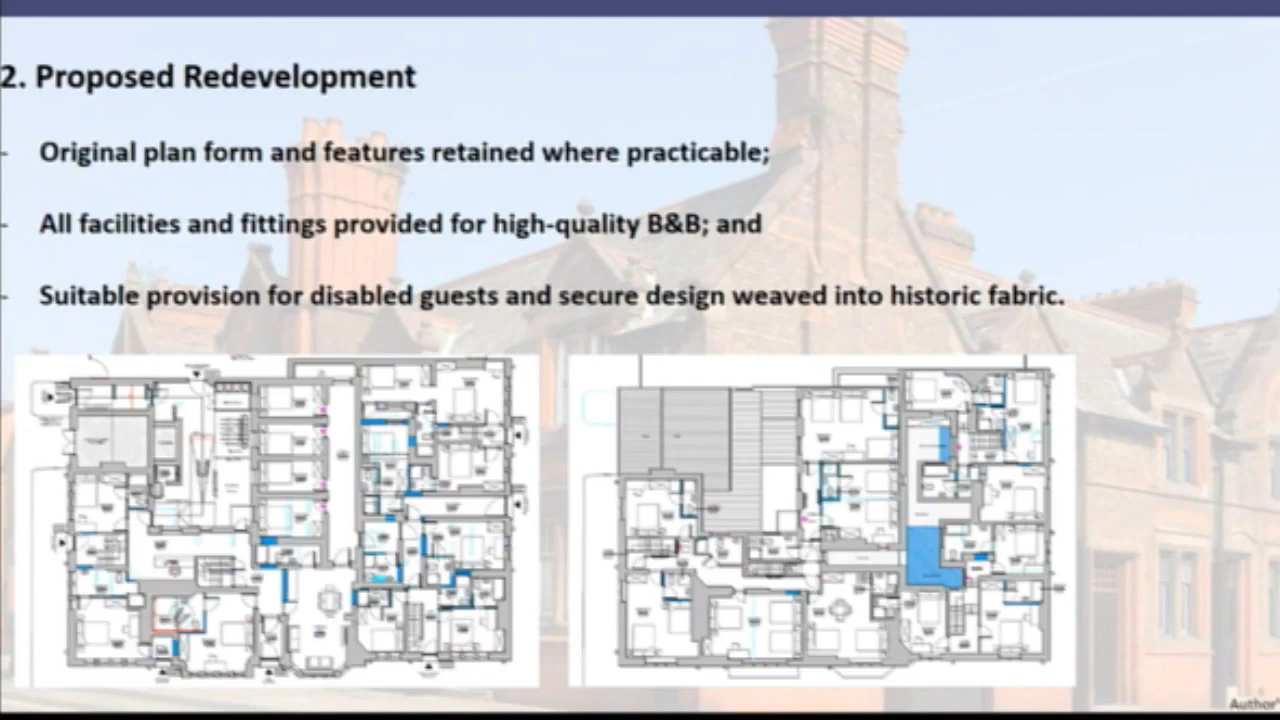 2. Proposed Redevelopment
- Original plan form and features retained where practicable;
- All facilities and fittings provided for high-quality B&B; and
- Suitable provision for disabled guests and secure design weaved into historic fabric.
Author'